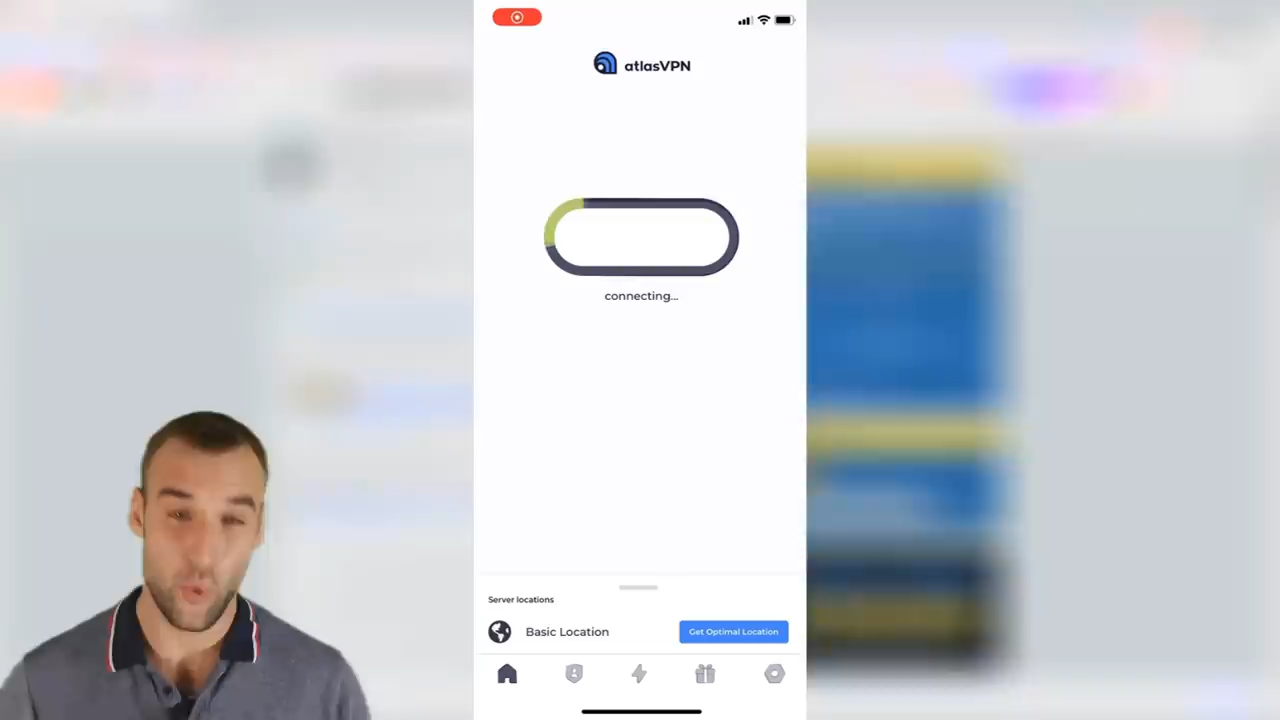 atlasVPN
connecting...
Server locations
Basic Location
Get Optimal Location